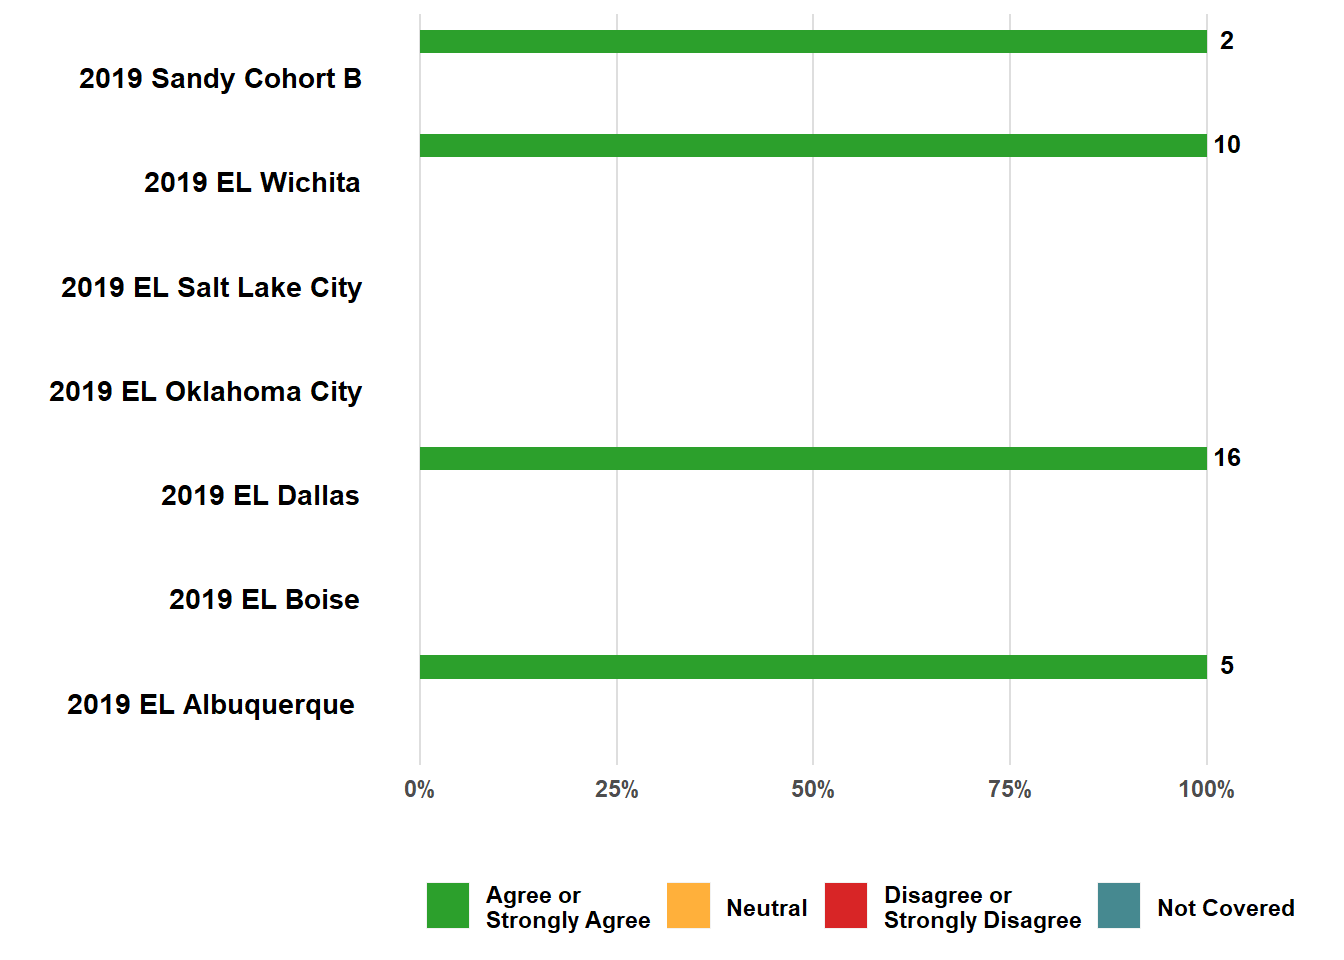 2
2019 Sandy Cohort B
10
2019 EL Wichita
2019 EL Salt Lake City
2019 EL Oklahoma City
16
2019 EL Dallas
2019 EL Boise
5
2019 EL Albuquerque
0% 25% 50% 75% 100%
Agree or
Strongly Agree
Neutral
Disagree or
Strongly Disagree
Not Covered